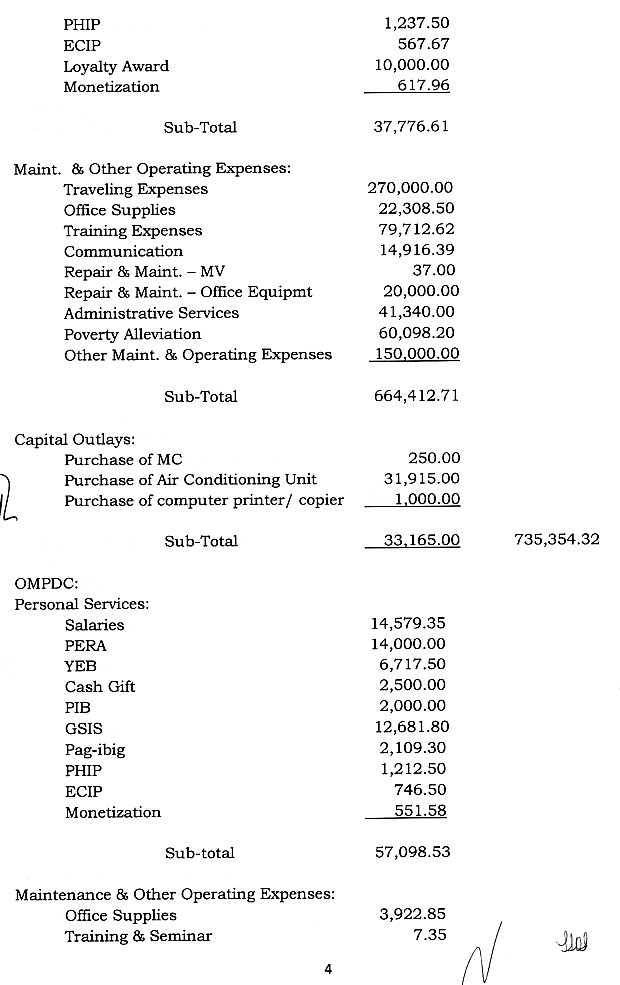 PHIP 1,237.50
ECIP 567.67
Loyalty Award 10,000.00
Monetization 617.96
Sub-Total 37,776.61
Maint. & Other Operating Expenses:
Traveling Expenses 270,000.00
Office Supplies 22,308.50
Training Expenses 79,712.62
Communication 14,916.39
Repair & Maint. – MV 37.00
Repair & Maint. – Office Equipmt 20,000.00
Administrative Services 41,340.00
Poverty Alleviation 60,098.20
Other Maint. & Operating Expenses 150,000.00
Sub-Total 664,412.71
Capital Outlays:
Purchase of MC 250.00
Purchase of Air Conditioning Unit 31,915.00
Purchase of computer printer/ copier 1,000.00
Sub-Total 33,165.00 735,354.32
OMPDC:
Personal Services:
Salaries 14,579.35
PERA 14,000.00
YEB 6,717.50
Cash Gift 2,500.00
PIB 2,000.00
GSIS 12,681.80
Pag-ibig 2,109.30
PHIP 1,212.50
ECIP 746.50
Monetization 551.58
Sub-total 57,098.53
Maintenance & Other Operating Expenses:
Office Supplies 3,922.85
Training & Seminar 7.35
4